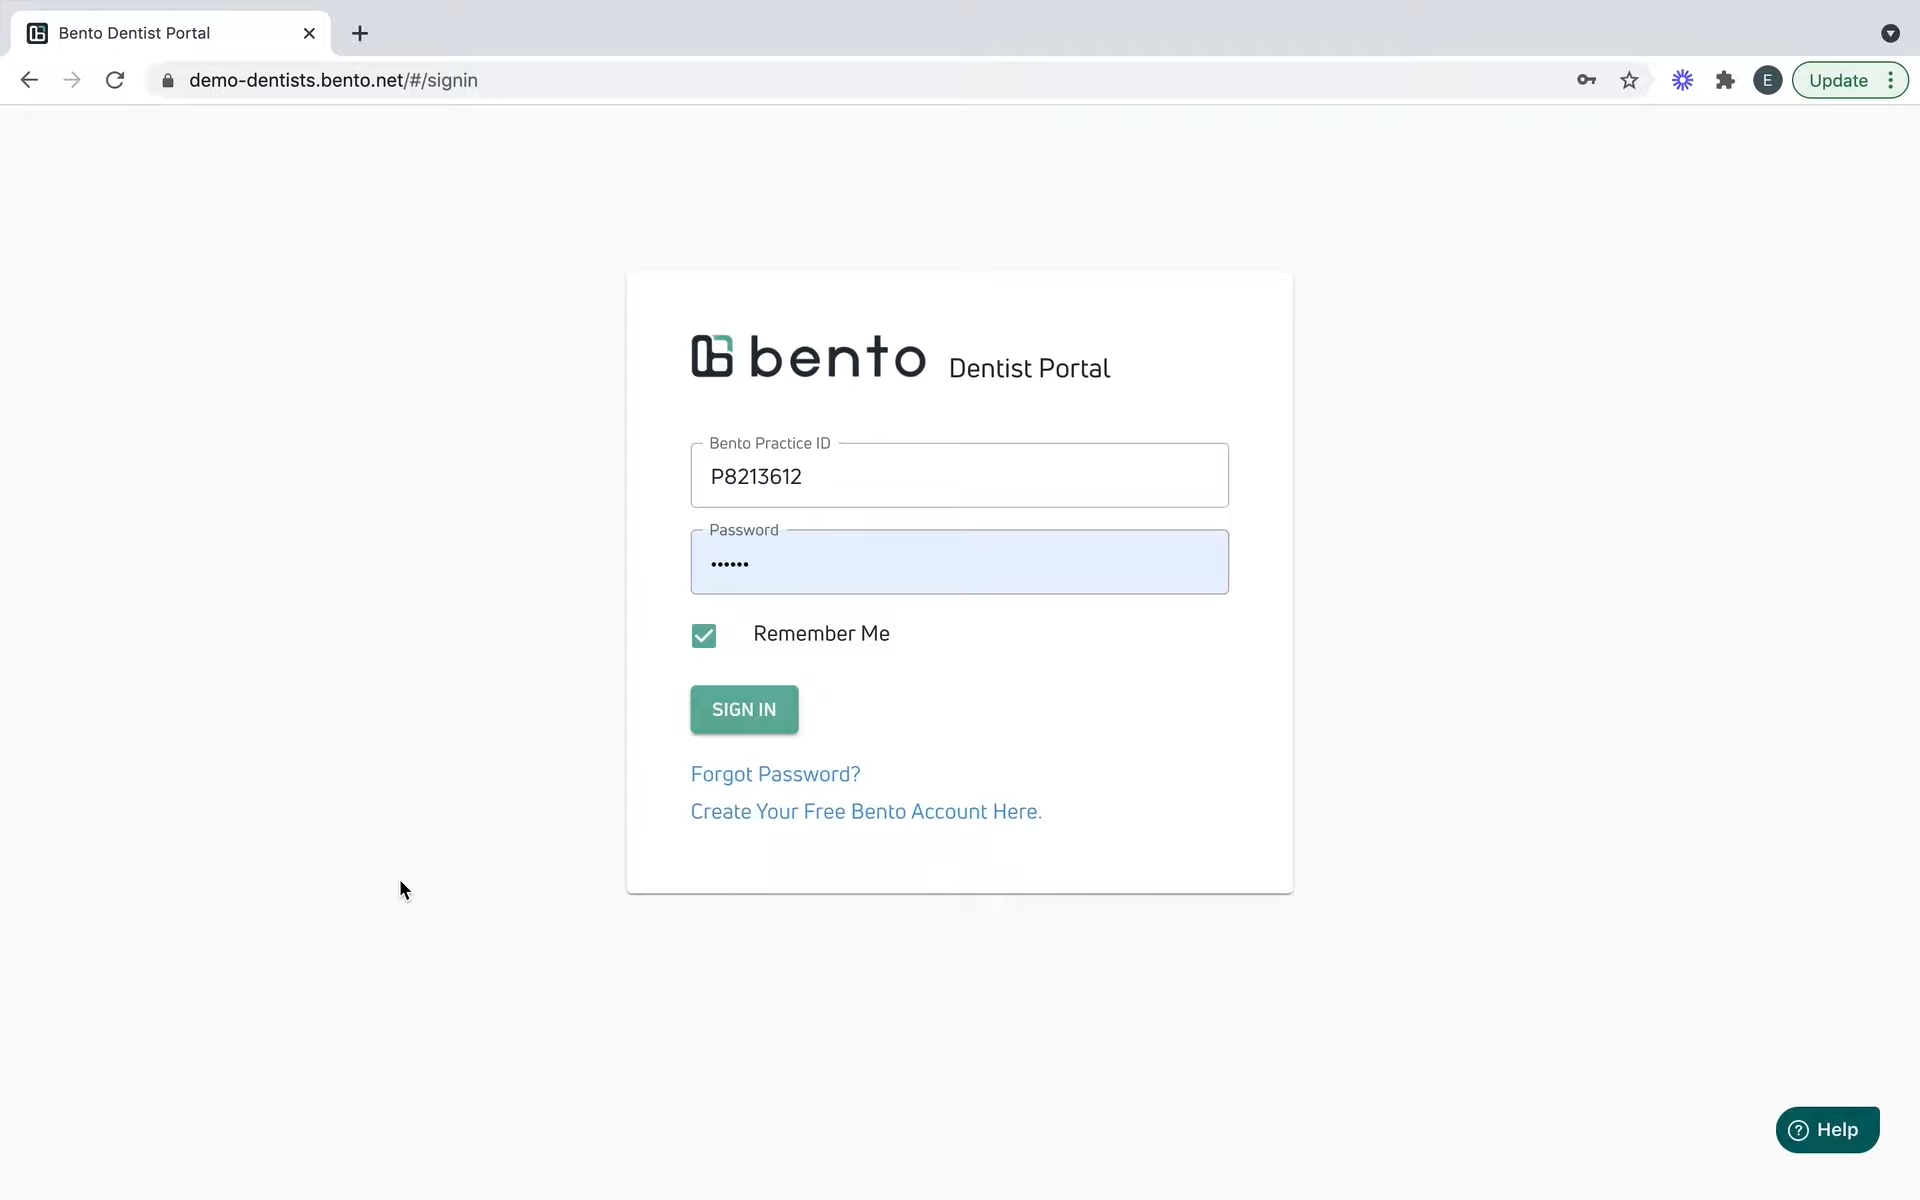 Bento Dentist Portal
demo-dentists.bento.net/#/signin
E
Update
bento Dentist Portal
Bento Practice ID
P8213612
Password
••••••
Remember Me
SIGN IN
Forgot Password?
Create Your Free Bento Account Here.
? Help